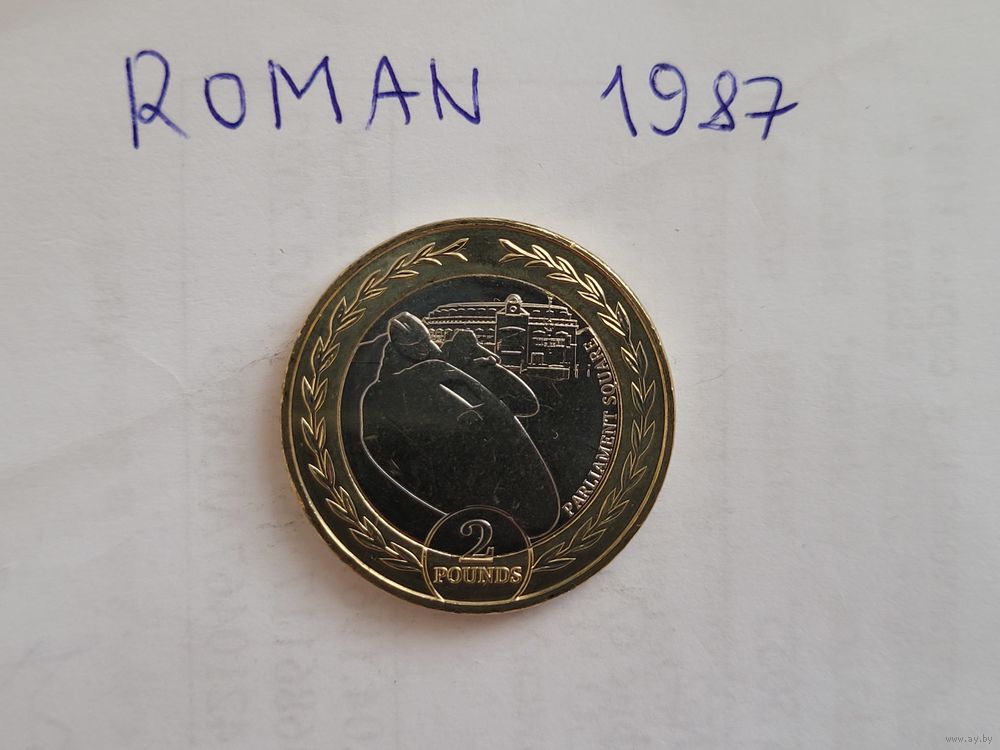 ROMAN 1987
PARLIAMENT SQUARE
2
POUNDS
www.ay.by